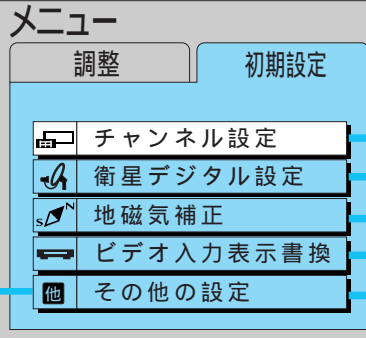 メニュー
調整 初期設定
チャンネル設定
衛星デジタル設定
S N 地磁気補正
ビデオ入力表示書換
他 その他の設定